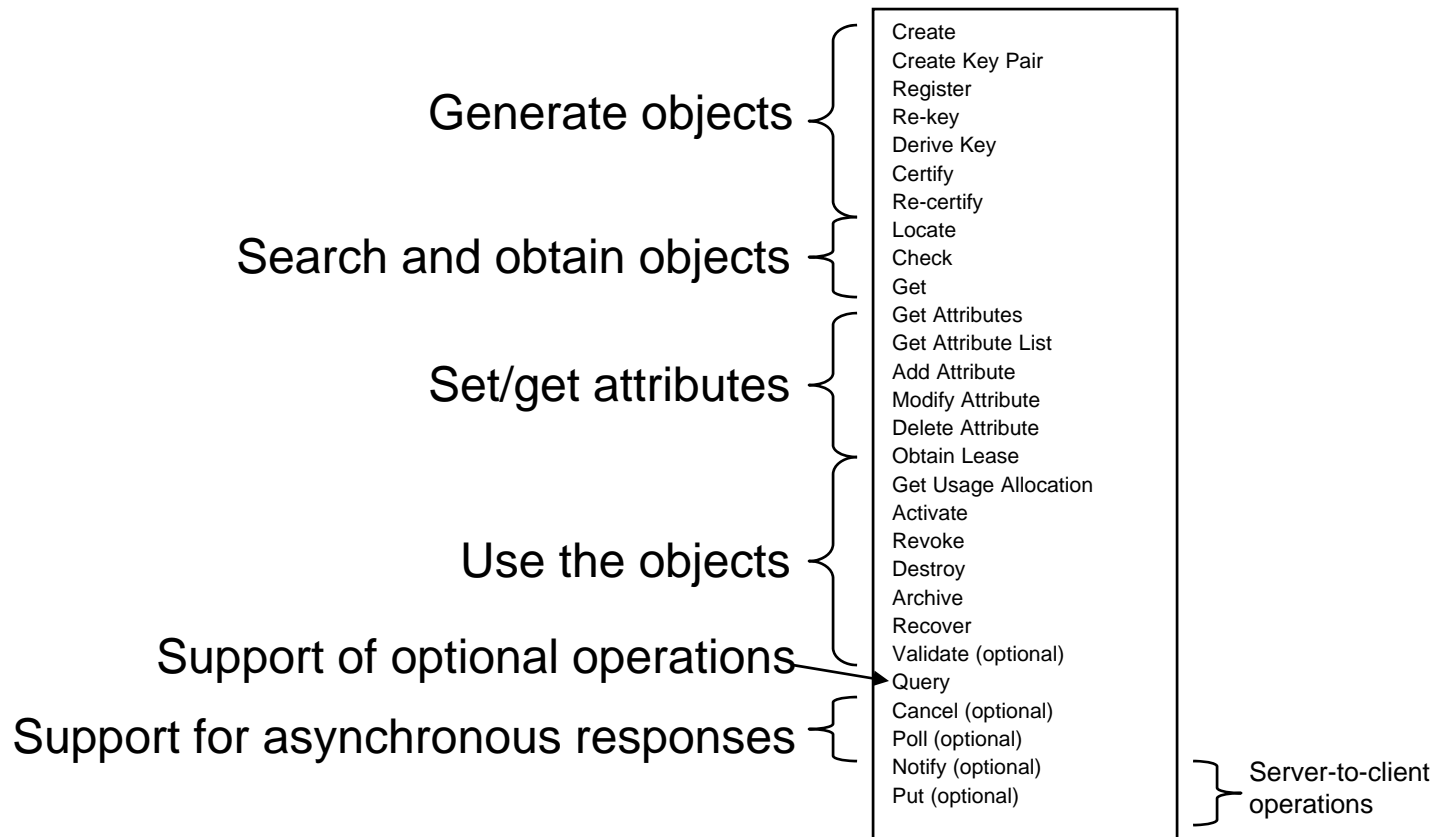 Generate objects
Search and obtain objects
Set/get attributes
Use the objects
Support of optional operations
Support for asynchronous responses
Create
Create Key Pair
Register
Re-key
Derive Key
Certify
Re-certify
Locate
Check
Get
Get Attributes
Get Attribute List
Add Attribute
Modify Attribute
Delete Attribute
Obtain Lease
Get Usage Allocation
Activate
Revoke
Destroy
Archive
Recover
Validate (optional)
Query
Cancel (optional)
Poll (optional)
Notify (optional)
Put (optional)
Server-to-client
operations